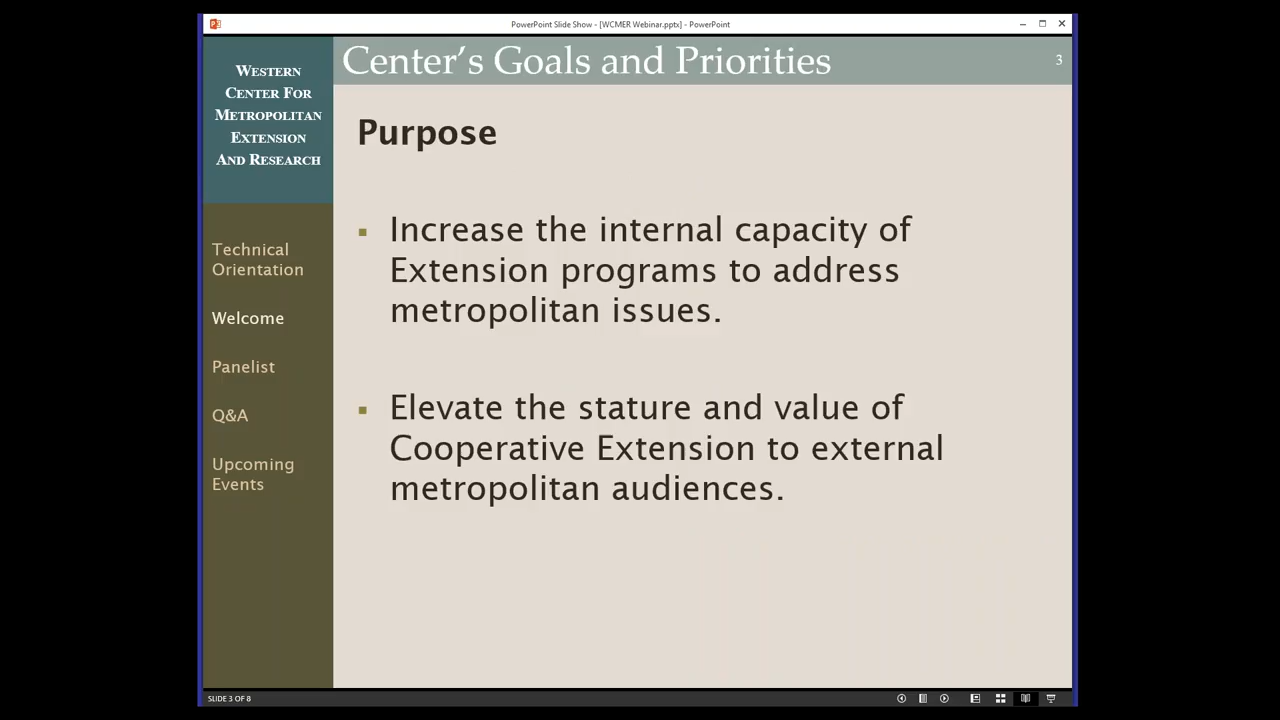 PowerPoint Slide Show - [WCMER Webinar.pptx] - PowerPoint
WESTERN
CENTER FOR
METROPOLITAN
EXTENSION
AND RESEARCH
Center's Goals and Priorities
3
Technical
Orientation
Welcome
Panelist
Q&A
Upcoming
Events
Purpose
▪ Increase the internal capacity of
Extension programs to address
metropolitan issues.
▪ Elevate the stature and value of
Cooperative Extension to external
metropolitan audiences.
SLIDE 3 OF 8